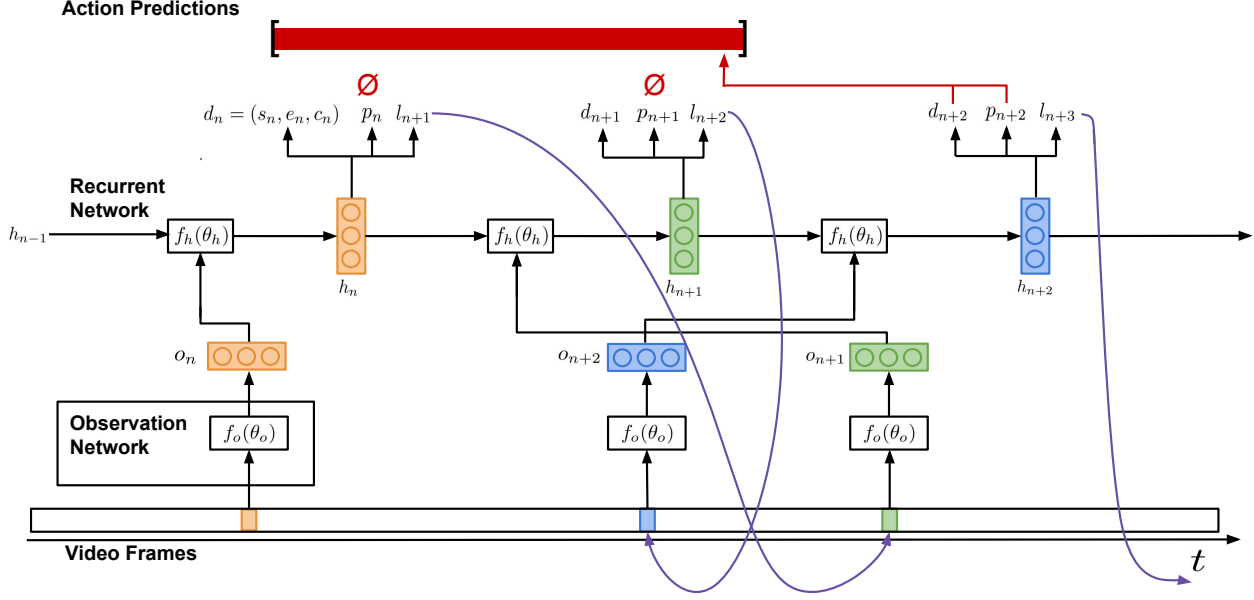 Action Predictions
[ ]
Ø Ø
d_n = (s_n, e_n, c_n) p_n l_{n+1} d_{n+1} p_{n+1} l_{n+2} d_{n+2} p_{n+2} l_{n+3}
Recurrent
Network
h_{n-1} f_h(θ_h) f_h(θ_h) f_h(θ_h)
h_n h_{n+1} h_{n+2}
o_n o_{n+2} o_{n+1}
Observation
Network
f_o(θ_o) f_o(θ_o) f_o(θ_o)
Video Frames
t